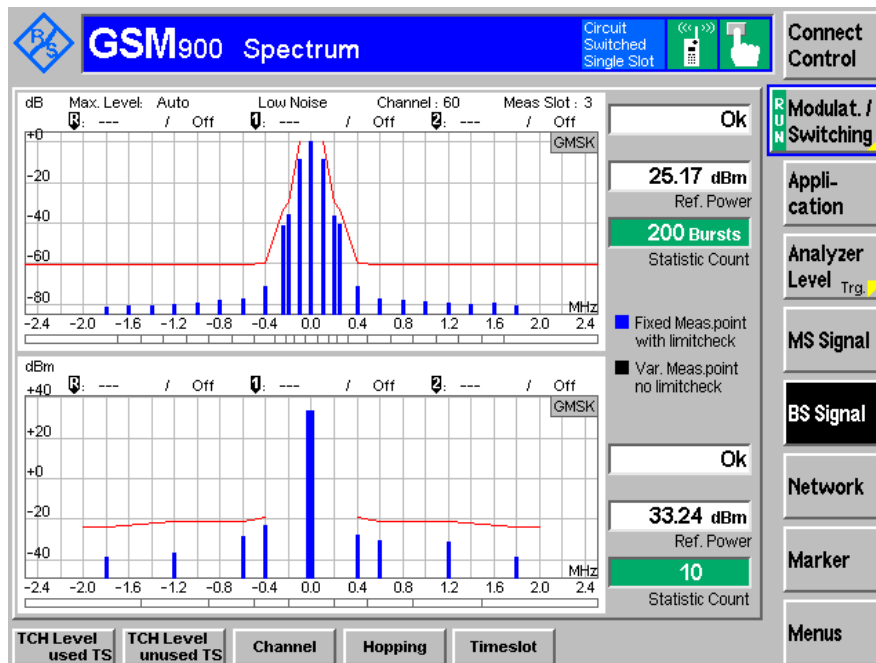 R/S
GSM900 Spectrum
Circuit
Switched
Single Slot
Connect
Control
dB Max. Level: Auto Low Noise Channel : 60 Meas Slot : 3
R: --- / Off 1: --- / Off 2: --- / Off
GMSK
+0
-20
-40
-60
-80
MHz
-2.4 -2.0 -1.6 -1.2 -0.8 -0.4 0.0 0.4 0.8 1.2 1.6 2.0 2.4
Ok
25.17 dBm
Ref. Power
200 Bursts
Statistic Count
Fixed Meas.point
with limitcheck
Var. Meas.point
no limitcheck
dBm
R: --- / Off 1: --- / Off 2: --- / Off
GMSK
+40
+20
+0
-20
-40
MHz
-2.4 -2.0 -1.6 -1.2 -0.8 -0.4 0.0 0.4 0.8 1.2 1.6 2.0 2.4
Ok
33.24 dBm
Ref. Power
10
Statistic Count
RUN
Modulat. /
Switching
Appli-
cation
Analyzer
Level Trg.
MS Signal
BS Signal
Network
Marker
Menus
TCH Level
used TS
TCH Level
unused TS
Channel
Hopping
Timeslot